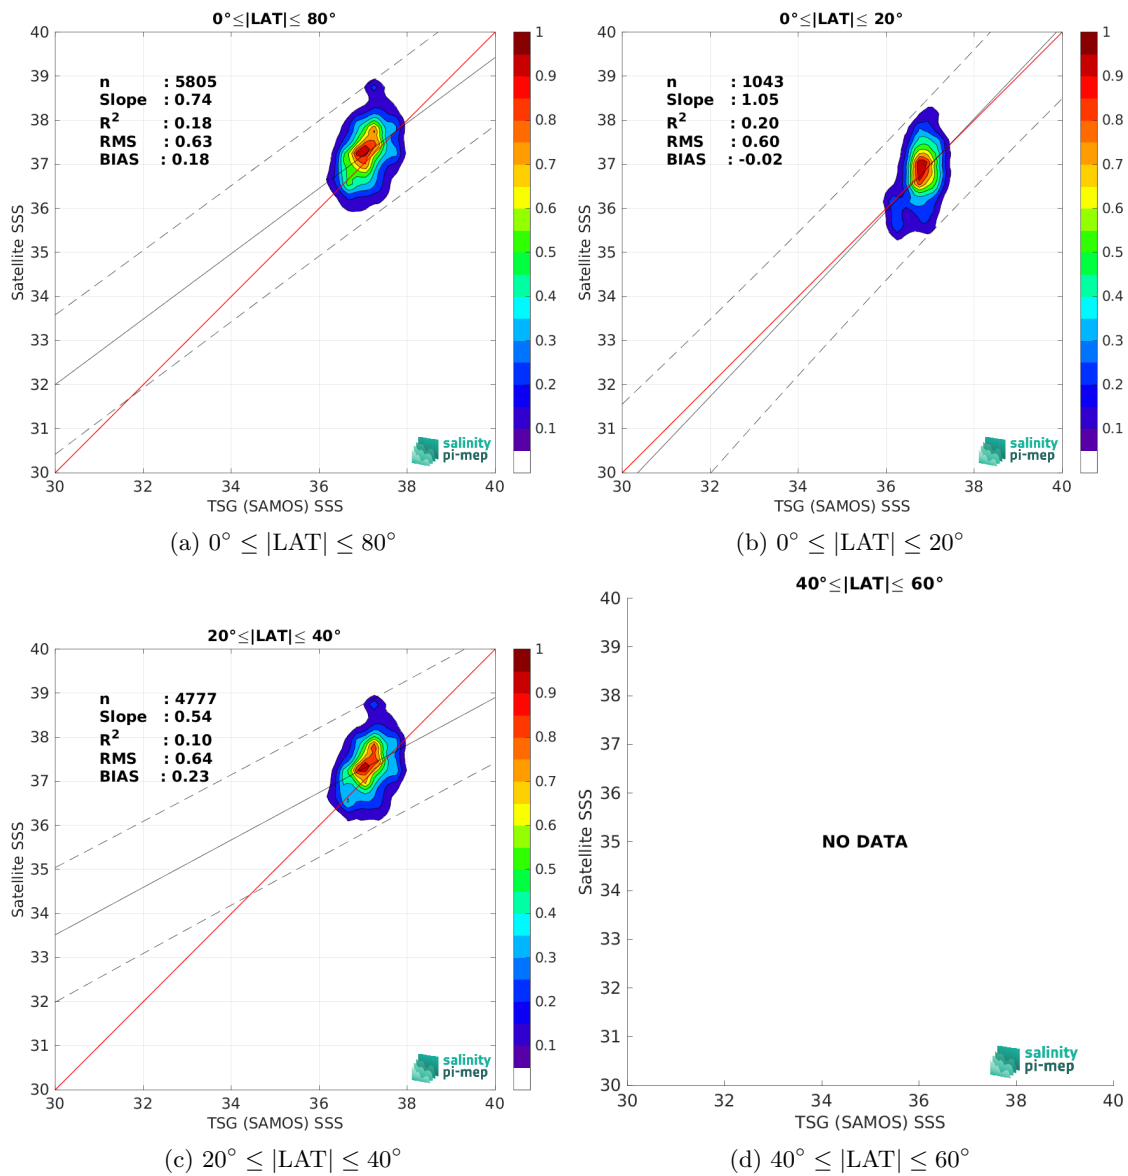 0°≤|LAT|≤ 80°
n : 5805
Slope : 0.74
R² : 0.18
RMS : 0.63
BIAS : 0.18
40
39
38
37
36
35
34
33
32
31
30
Satellite SSS
30 32 34 36 38 40
TSG (SAMOS) SSS
1
0.9
0.8
0.7
0.6
0.5
0.4
0.3
0.2
0.1
salinity
pi-mep
(a) 0° ≤ |LAT| ≤ 80°
0°≤|LAT|≤ 20°
n : 1043
Slope : 1.05
R² : 0.20
RMS : 0.60
BIAS : -0.02
40
39
38
37
36
35
34
33
32
31
30
Satellite SSS
30 32 34 36 38 40
TSG (SAMOS) SSS
1
0.9
0.8
0.7
0.6
0.5
0.4
0.3
0.2
0.1
salinity
pi-mep
(b) 0° ≤ |LAT| ≤ 20°
20°≤|LAT|≤ 40°
n : 4777
Slope : 0.54
R² : 0.10
RMS : 0.64
BIAS : 0.23
40
39
38
37
36
35
34
33
32
31
30
Satellite SSS
30 32 34 36 38 40
TSG (SAMOS) SSS
1
0.9
0.8
0.7
0.6
0.5
0.4
0.3
0.2
0.1
salinity
pi-mep
(c) 20° ≤ |LAT| ≤ 40°
40°≤|LAT|≤ 60°
40
39
38
37
36
35
34
33
32
31
30
Satellite SSS
NO DATA
30 32 34 36 38 40
TSG (SAMOS) SSS
salinity
pi-mep
(d) 40° ≤ |LAT| ≤ 60°